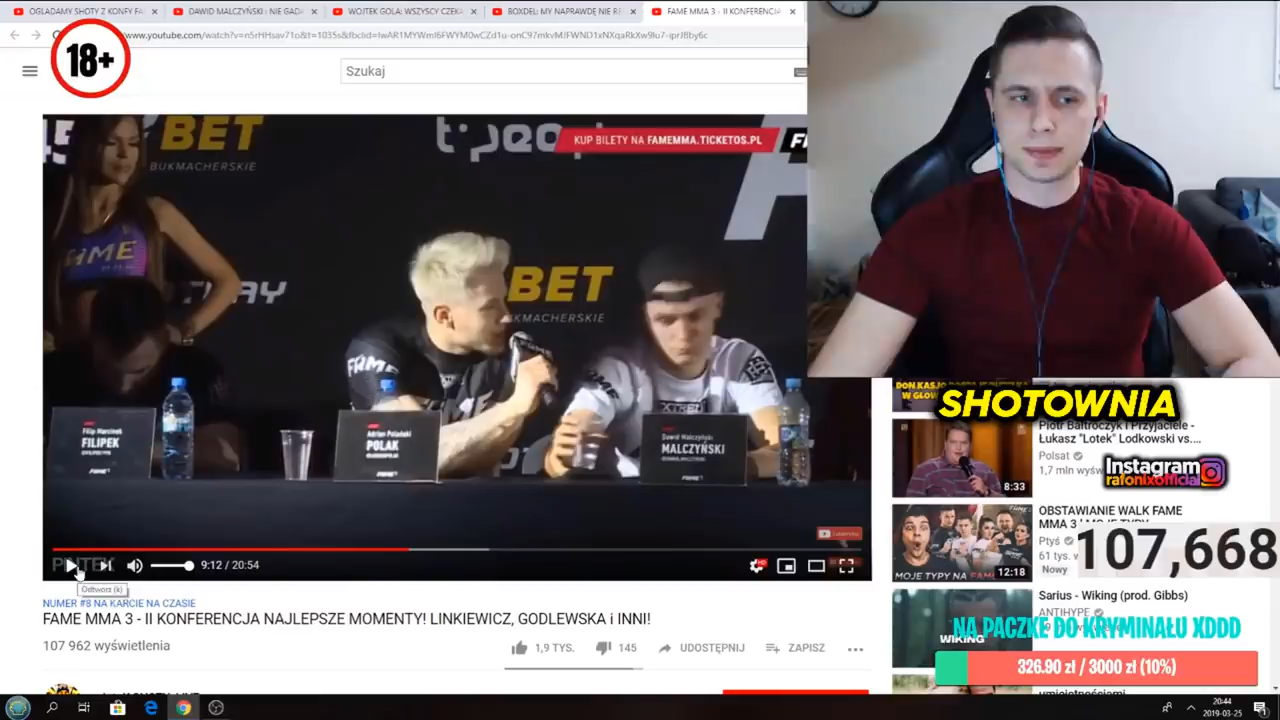 OGLADAMY SHOTY Z KONFY FA
DAWID MALCZYŃSKI: NIE GADA
WOJTEK GOLA: WSZYSCY CZEKA
BOXDEL: MY NAPRAWDĘ NIE RE
FAME MMA 3 - II KONFERENCJA
18+
Szukaj
BET
BUKMACHERSKIE
KUP BILETY NA FAMEMMA.TICKETOS.PL
FAME
BET
BUKMACHERSKIE
FAME
Filip Marcinek
FILIPEK
Adrian Polański
POLAK
Dawid Malczyński
MALCZYŃSKI
9:12 / 20:54
Odtwórz (k)
NUMER #8 NA KARCIE NA CZASIE
FAME MMA 3 - II KONFERENCJA NAJLEPSZE MOMENTY! LINKIEWICZ, GODLEWSKA i INNI!
107 962 wyświetlenia
1,9 TYS.
145
UDOSTĘPNIJ
ZAPISZ
SHOTOWNIA
Piotr Bałtroczyk i Przyjaciele -
Łukasz "Lotek" Lodkowski vs....
Polsat
1,7 mln
8:33
Instagram
rafonixofficial
OBSTAWIANIE WALK FAME
MMA 3
Ptyś
61 tys.
Nowy
MOJE TYPY NA
12:18
107,668
Sarius - Wiking (prod. Gibbs)
ANTIHYPE
WIKING
NA PACZKE DO KRYMINAŁU XDDD
326.90 zł / 3000 zł (10%)
20:44
2019-03-25